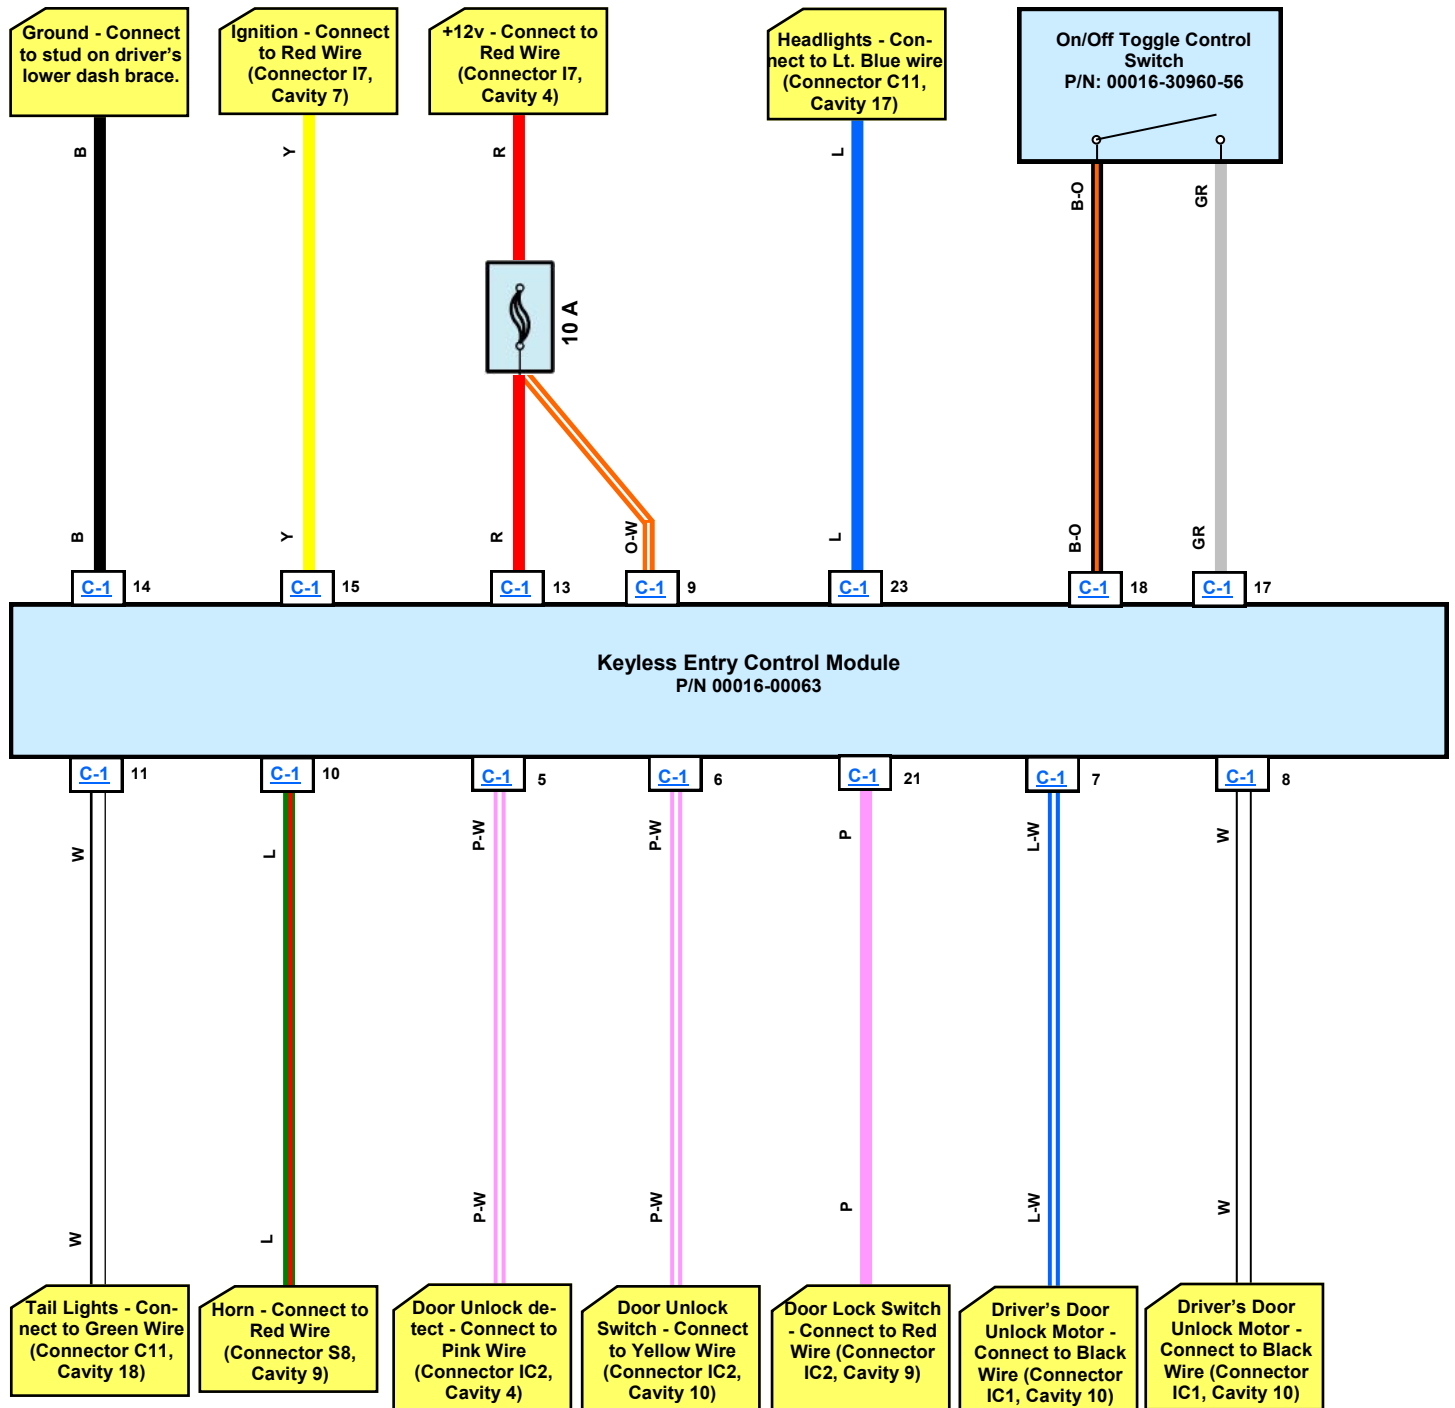 Ground - Connect
to stud on driver's
lower dash brace.
Ignition - Connect
to Red Wire
(Connector I7,
Cavity 7)
+12v - Connect to
Red Wire
(Connector I7,
Cavity 4)
Headlights - Con-
nect to Lt. Blue wire
(Connector C11,
Cavity 17)
On/Off Toggle Control
Switch
P/N: 00016-30960-56
B
Y
R
L
B-O
GR
10 A
B
Y
R
O-W
L
B-O
GR
C-1 14
C-1 15
C-1 13
C-1 9
C-1 23
C-1 18
C-1 17
Keyless Entry Control Module
P/N 00016-00063
C-1 11
C-1 10
C-1 5
C-1 6
C-1 21
C-1 7
C-1 8
W
L
P-W
P-W
P
L-W
W
W
L
P-W
P-W
P
L-W
W
Tail Lights - Con-
nect to Green Wire
(Connector C11,
Cavity 18)
Horn - Connect to
Red Wire
(Connector S8,
Cavity 9)
Door Unlock de-
tect - Connect to
Pink Wire
(Connector IC2,
Cavity 4)
Door Unlock
Switch - Connect
to Yellow Wire
(Connector IC2,
Cavity 10)
Door Lock Switch
- Connect to Red
Wire (Connector
IC2, Cavity 9)
Driver's Door
Unlock Motor -
Connect to Black
Wire (Connector
IC1, Cavity 10)
Driver's Door
Unlock Motor -
Connect to Black
Wire (Connector
IC1, Cavity 10)